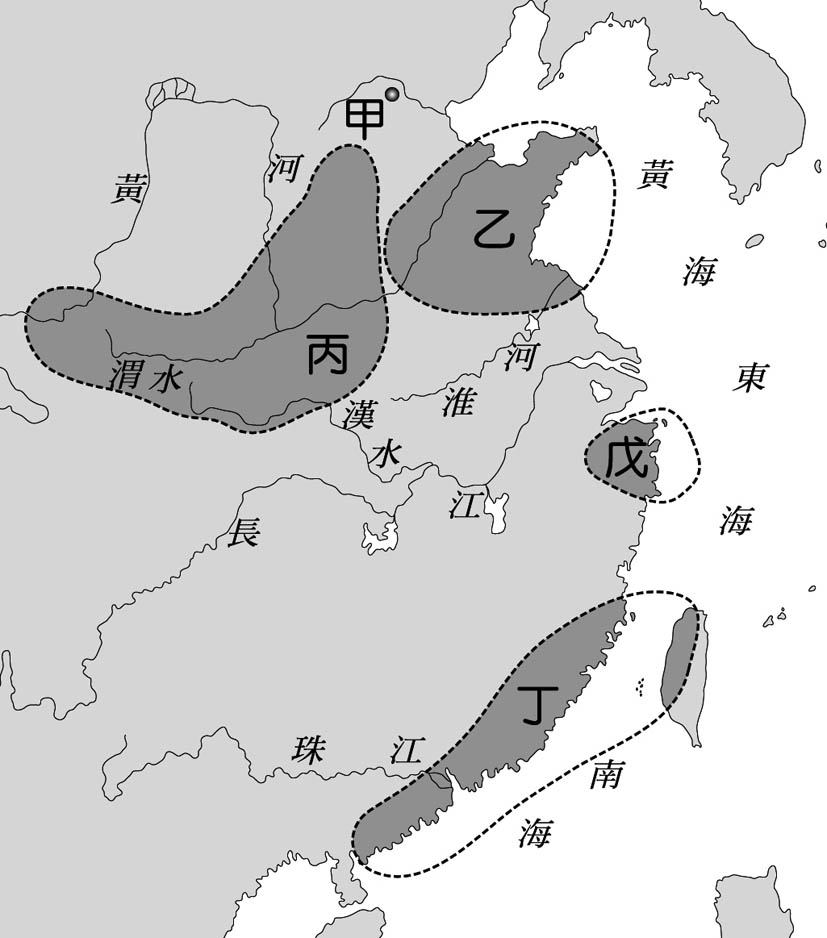 甲
黃
河
黃
海
乙
渭水
丙
河
淮
漢水
東
海
戊
長
江
丁
珠
江
南
海